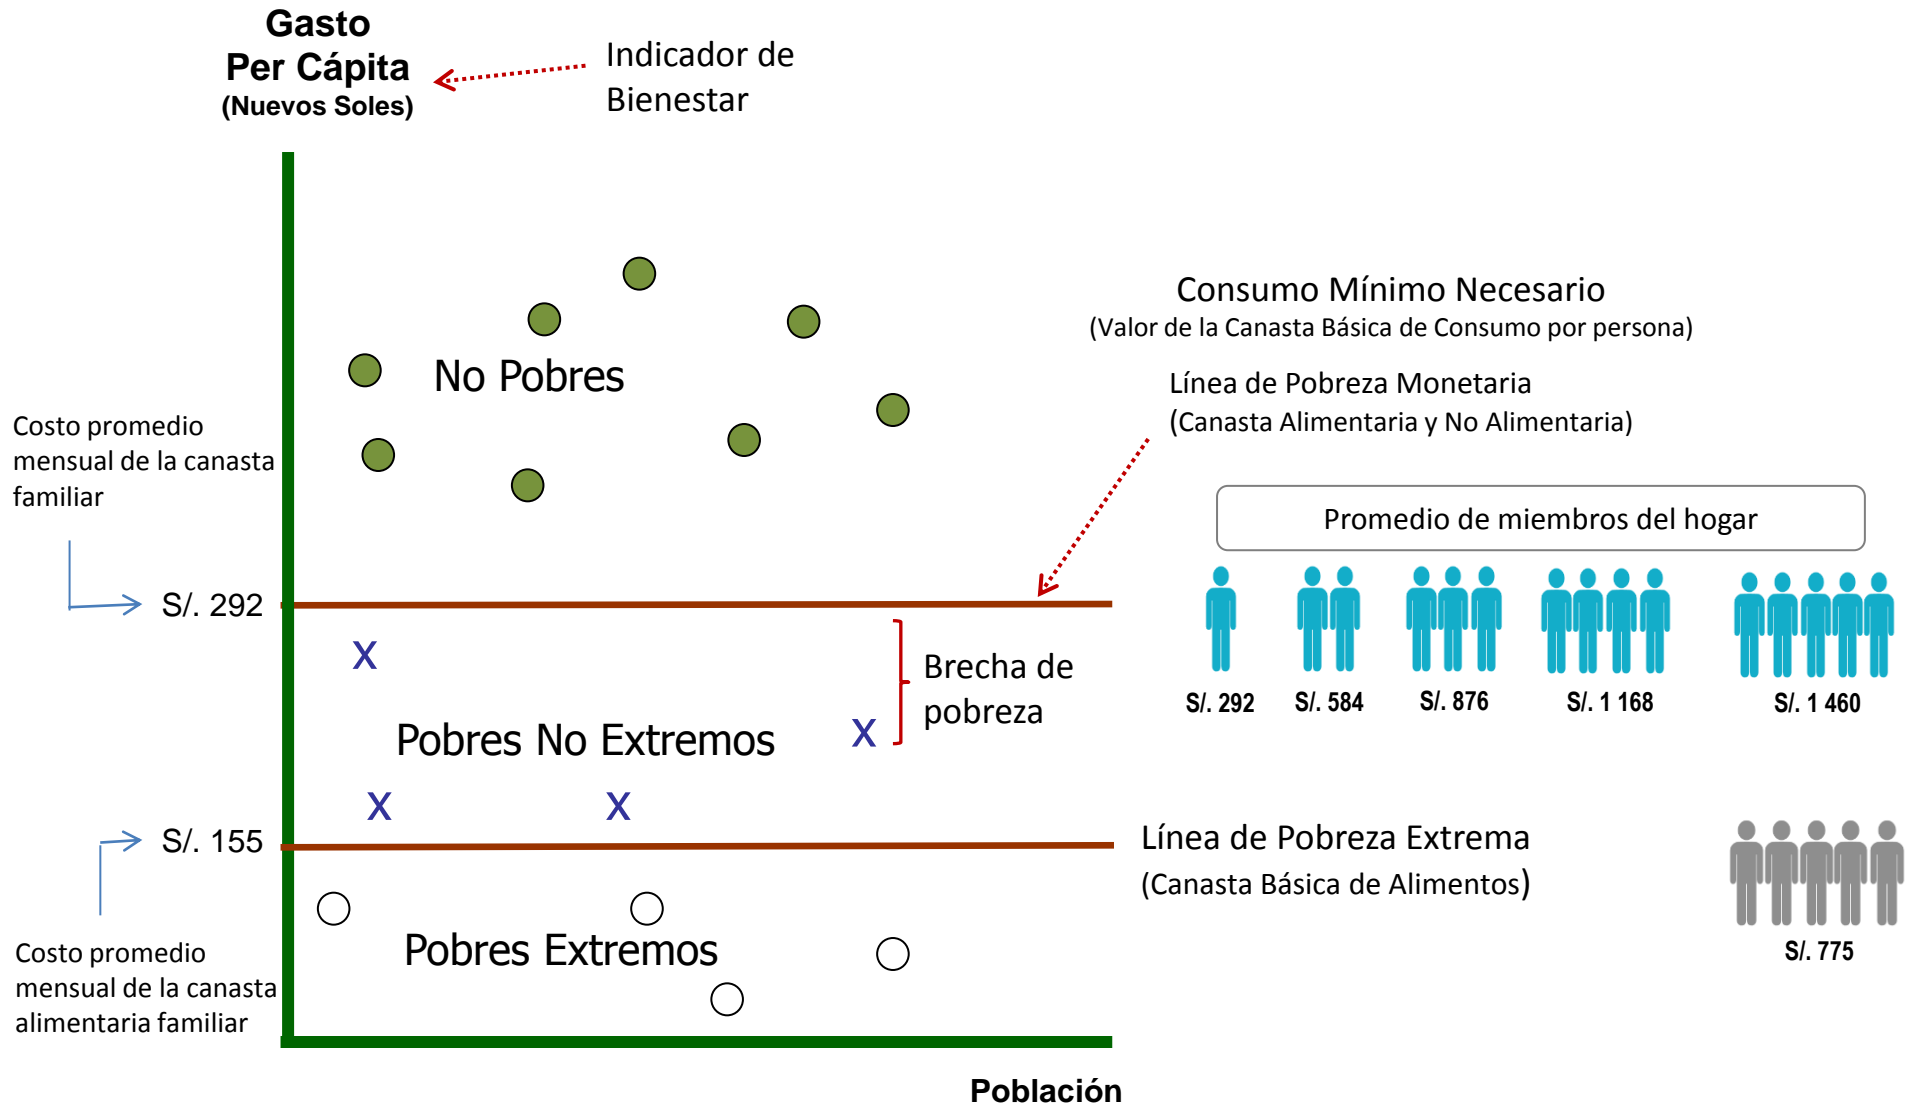 Gasto
Per Cápita
(Nuevos Soles)
Indicador de
Bienestar
Consumo Mínimo Necesario
(Valor de la Canasta Básica de Consumo por persona)
No Pobres
Línea de Pobreza Monetaria
(Canasta Alimentaria y No Alimentaria)
Costo promedio
mensual de la canasta
familiar
Promedio de miembros del hogar
S/. 292
X
Brecha de
pobreza
S/. 292
S/. 584
S/. 876
S/. 1 168
S/. 1 460
Pobres No Extremos
X
X
X
S/. 155
Línea de Pobreza Extrema
(Canasta Básica de Alimentos)
Pobres Extremos
S/. 775
Costo promedio
mensual de la canasta
alimentaria familiar
Población